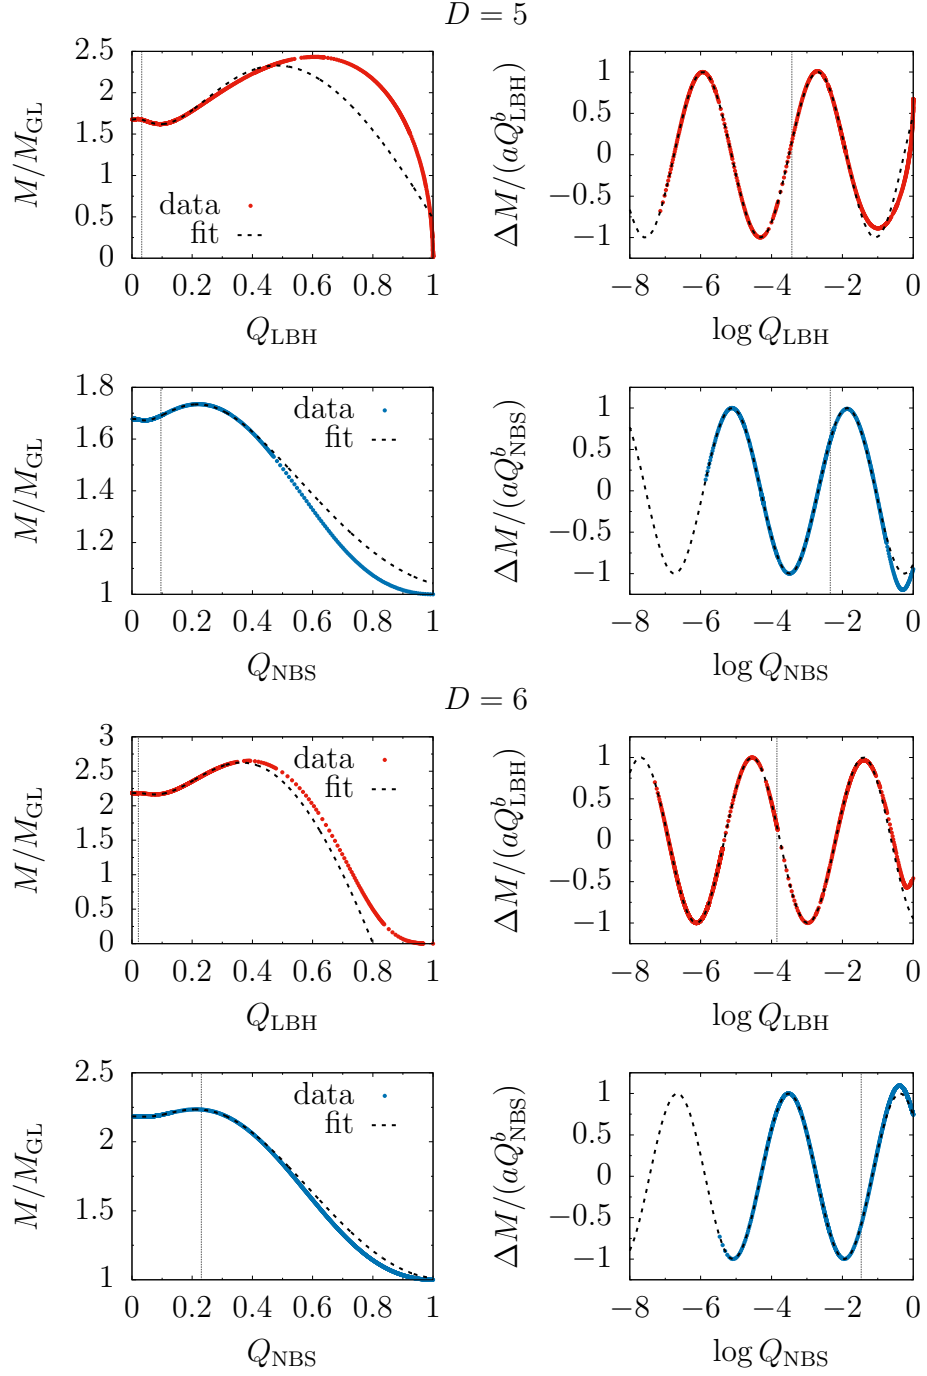 D = 5
M/M_GL
2.5
2
1.5
1
0.5
0
data
fit
0 0.2 0.4 0.6 0.8 1
Q_LBH
ΔM/(aQ^b_LBH)
1
0.5
0
−0.5
−1
−8 −6 −4 −2 0
log Q_LBH
M/M_GL
1.8
1.6
1.4
1.2
1
data
fit
0 0.2 0.4 0.6 0.8 1
Q_NBS
ΔM/(aQ^b_NBS)
1
0.5
0
−0.5
−1
−8 −6 −4 −2 0
log Q_NBS
D = 6
M/M_GL
3
2.5
2
1.5
1
0.5
0
data
fit
0 0.2 0.4 0.6 0.8 1
Q_LBH
ΔM/(aQ^b_LBH)
1
0.5
0
−0.5
−1
−8 −6 −4 −2 0
log Q_LBH
M/M_GL
2.5
2
1.5
1
data
fit
0 0.2 0.4 0.6 0.8 1
Q_NBS
ΔM/(aQ^b_NBS)
1
0.5
0
−0.5
−1
−8 −6 −4 −2 0
log Q_NBS